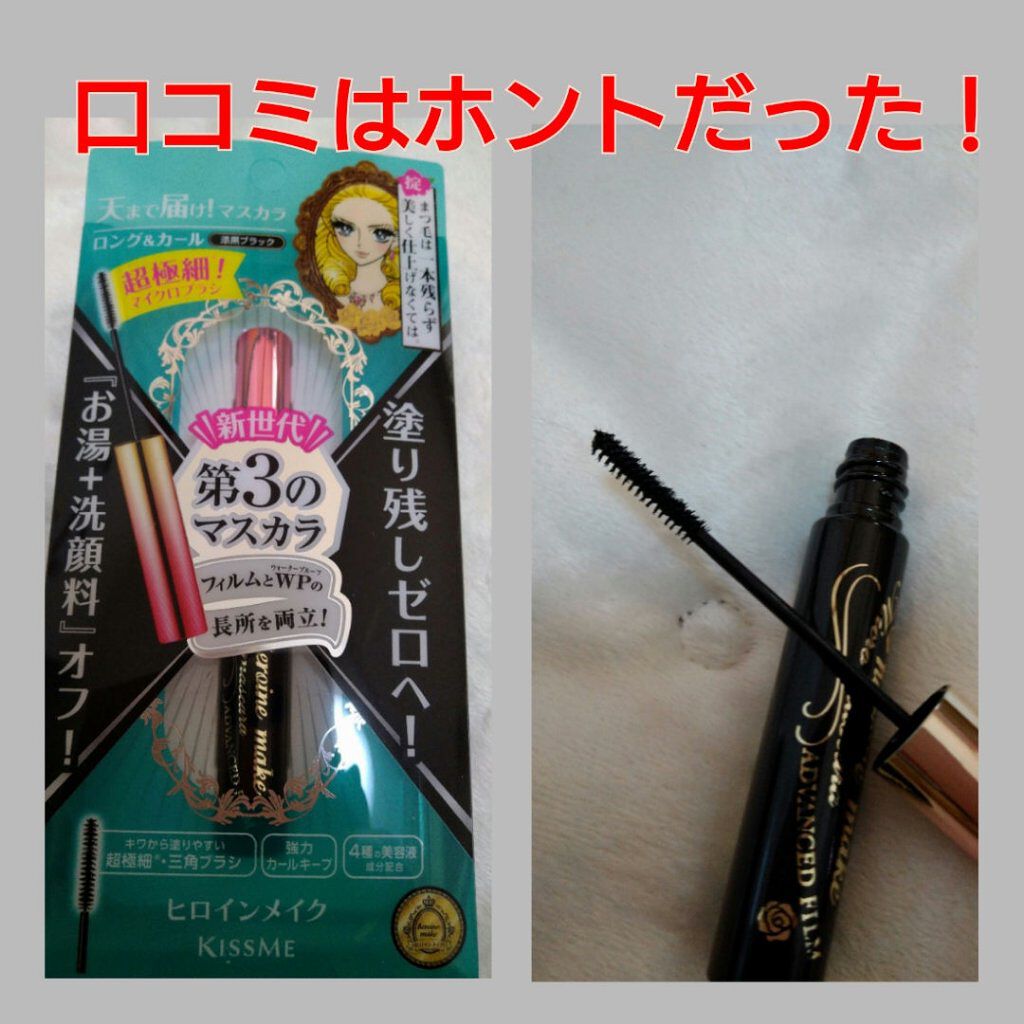 口コミはホントだった!
天まで届け!マスカラ
ロング&カール 漆黒ブラック
超極細!
マイクロブラシ
掟
まつ毛は一本残らず
美しく仕上げなくては
『お湯+洗顔料』オフ!
塗り残しゼロへ!
新世代
第3の
マスカラ
ウォータープルーフ
フィルムとWPの
長所を両立!
heroine make
mascara
ADVANCED
キワから塗りやすい
超極細*・三角ブラシ
強力
カールキープ
4種の美容液
成分配合
ヒロインメイク
KISSME
heroine make
ADVANCED FILM